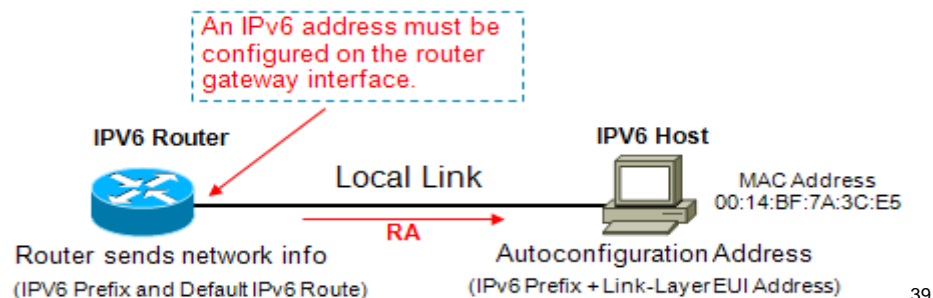 An IPv6 address must be
configured on the router
gateway interface.
IPV6 Router
IPV6 Host
Local Link
MAC Address
00:14:BF:7A:3C:E5
RA
Router sends network info
(IPV6 Prefix and Default IPv6 Route)
Autoconfiguration Address
(IPV6 Prefix + Link-Layer EUI Address)
39